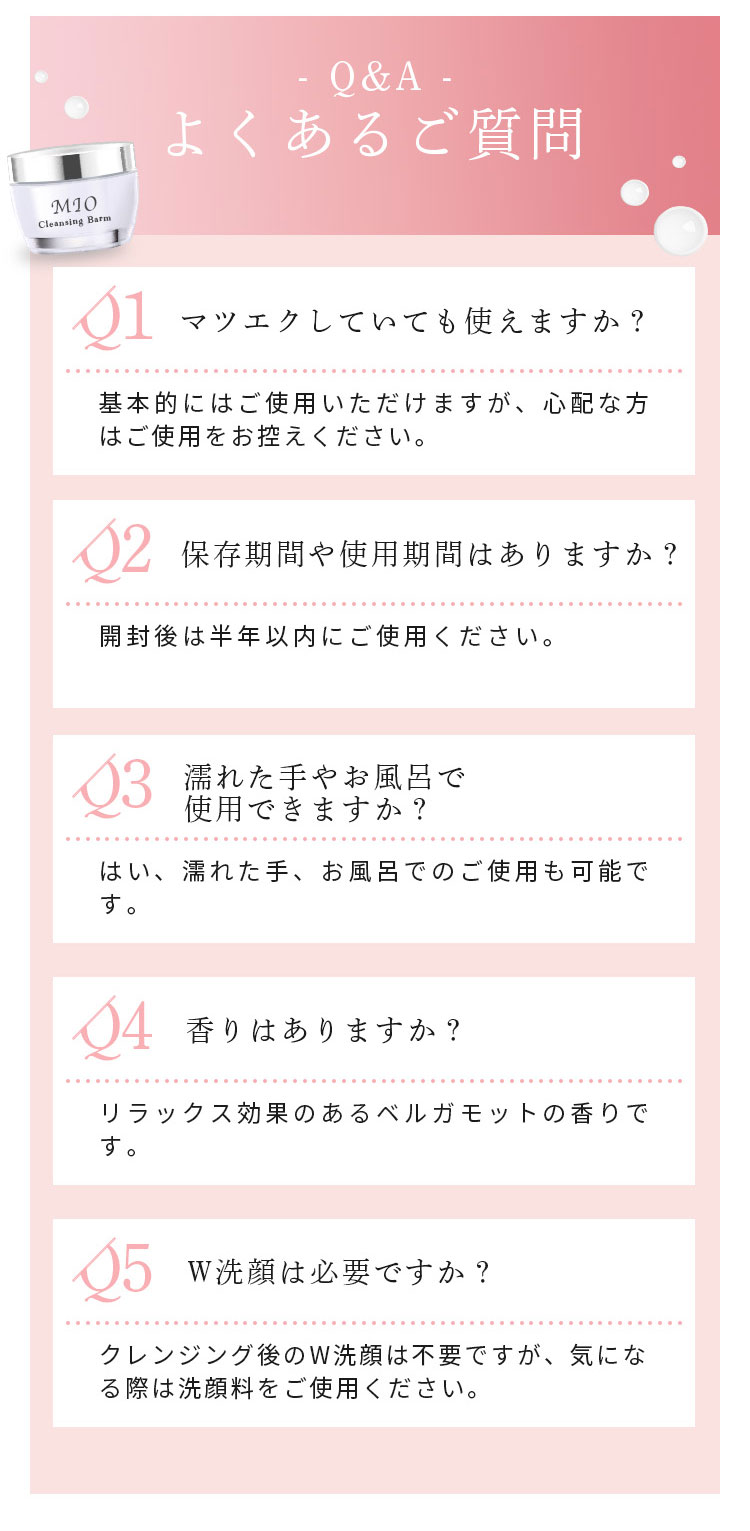 - Q&A -
よくあるご質問
MIO
Cleansing Barm
Q1 マツエクしていても使えますか？
基本的にはご使用いただけますが、心配な方
はご使用をお控えください。
Q2 保存期間や使用期間はありますか？
開封後は半年以内にご使用ください。
Q3 濡れた手やお風呂で
使用できますか？
はい、濡れた手、お風呂でのご使用も可能で
す。
Q4 香りはありますか？
リラックス効果のあるベルガモットの香りで
す。
Q5 W洗顔は必要ですか？
クレンジング後のW洗顔は不要ですが、気にな
る際は洗顔料をご使用ください。